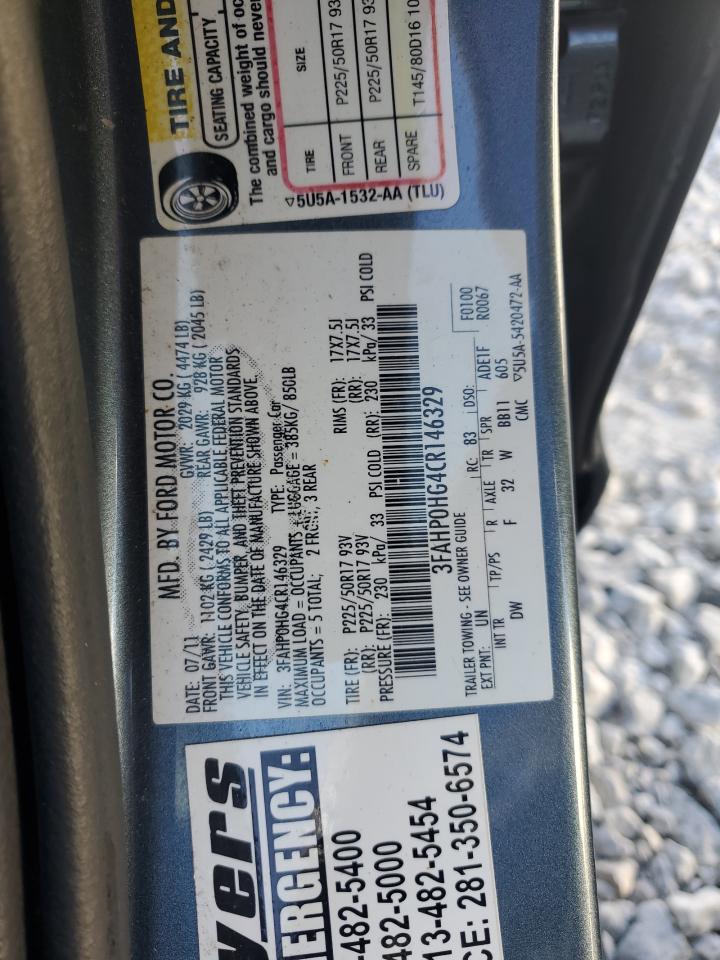 TIRE AND
SEATING CAPACITY
The combined weight of oc
and cargo should never
TIRE SIZE
FRONT P225/50R17 93
REAR P225/50R17 93
SPARE T145/80D16 10
5U5A-1532-AA (TLU)
MFD. BY FORD MOTOR CO.
DATE: 07/11 GVWR: 2029 KG (4474 LB)
FRONT GAWR: 1102 KG (2429 LB) REAR GAWR: 928 KG (2045 LB)
THIS VEHICLE CONFORMS TO ALL APPLICABLE FEDERAL MOTOR
VEHICLE SAFETY, BUMPER, AND THEFT PREVENTION STANDARDS
IN EFFECT ON THE DATE OF MANUFACTURE SHOWN ABOVE.
VIN: 3FAHP0HG4CR146329 TYPE: Passenger Car
MAXIMUM LOAD = OCCUPANTS + LUGGAGE = 385KG/ 850LB
OCCUPANTS = 5 TOTAL; 2 FRONT, 3 REAR
TIRE (FR): P225/50R17 93V RIMS (FR): 17X7.5J
(RR): P225/50R17 93V (RR): 17X7.5J
PRESSURE (FR): 230 kPa/ 33 PSI COLD (RR): 230 kPa/ 33 PSI COLD
3FAHP0HG4CR146329
TRAILER TOWING - SEE OWNER GUIDE
EXT PNT: UN RC: B3 DSO: F0100
R0067
INT TR TP/PS R AXLE TR SPR ADE1F
DW F 32 W BB11 605
CMC 5U5A-5420472-AA
yers
ERGENCY:
-482-5400
482-5000
13-482-5454
CE: 281-350-6574